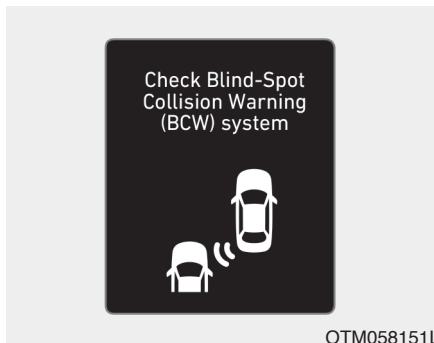 Check Blind-Spot
Collision Warning
(BCW) system
OTM058151L